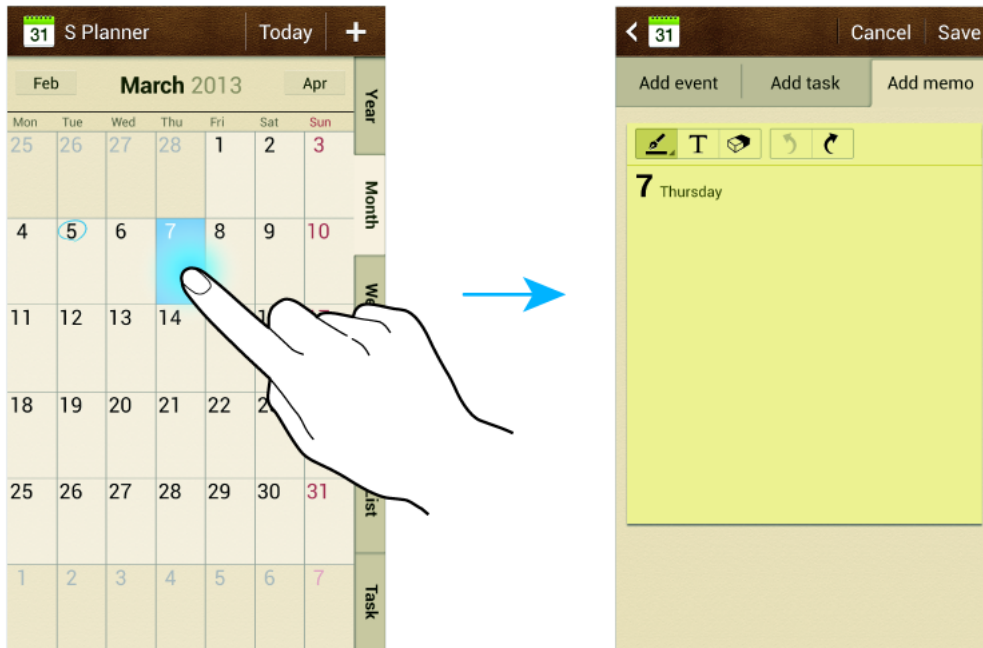 31 S Planner Today +
Feb March 2013 Apr
Mon Tue Wed Thu Fri Sat Sun
25 26 27 28 1 2 3
4 5 6 7 8 9 10
11 12 13 14
18 19 20 21 22
25 26 27 28 29 30 31
1 2 3 4 5 6 7
Year
Month
List
Task
31 Cancel Save
Add event Add task Add memo
T
7 Thursday